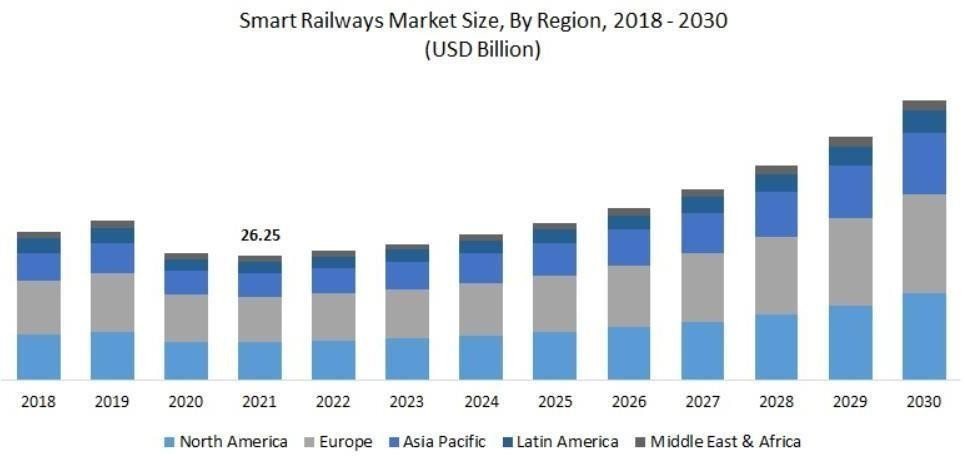 Smart Railways Market Size, By Region, 2018 - 2030
(USD Billion)
26.25
2018 2019 2020 2021 2022 2023 2024 2025 2026 2027 2028 2029 2030
North America Europe Asia Pacific Latin America Middle East & Africa